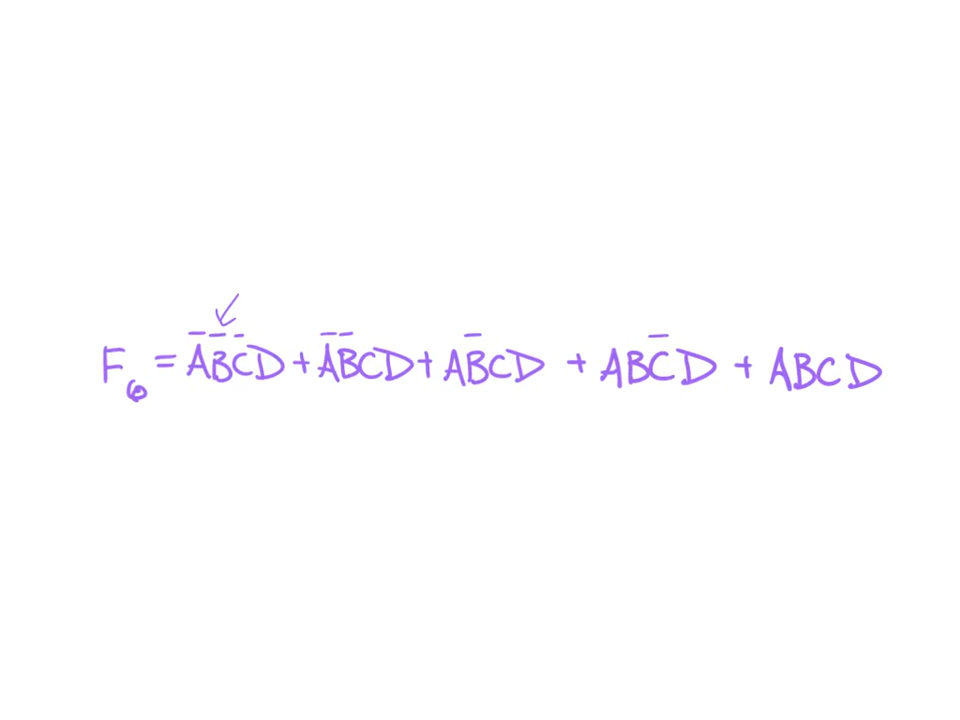 F₆ = A̅B̅C̅D + A̅B̅CD + AB̅CD + ABC̅D + ABCD